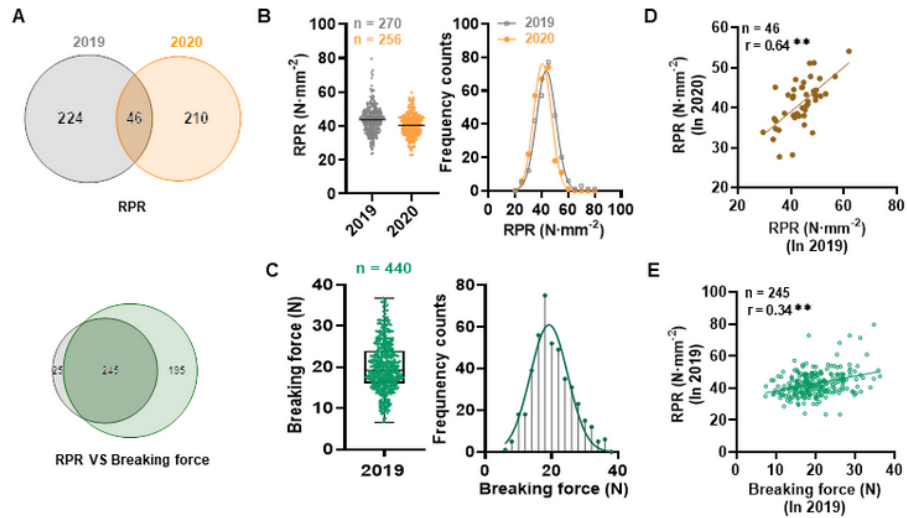 A
2019
2020
224
46
210
RPR
25
245
195
RPR VS Breaking force
B
n = 270
n = 256
RPR (N·mm⁻²)
100
80
60
40
20
0
2019
2020
Frequency counts
100
80
60
40
20
0
2019
2020
0
20
40
60
80
100
RPR (N·mm⁻²)
C
n = 440
Breaking force (N)
40
30
20
10
0
2019
Frequnency counts
80
60
40
20
0
0
20
40
Breaking force (N)
D
n = 46
r = 0.64 **
RPR (N·mm⁻²)
(In 2020)
60
50
40
30
20
20
40
60
80
RPR (N·mm⁻²)
(In 2019)
E
n = 245
r = 0.34 **
RPR (N·mm⁻²)
(In 2019)
100
80
60
40
20
0
0
10
20
30
40
Breaking force (N)
(In 2019)